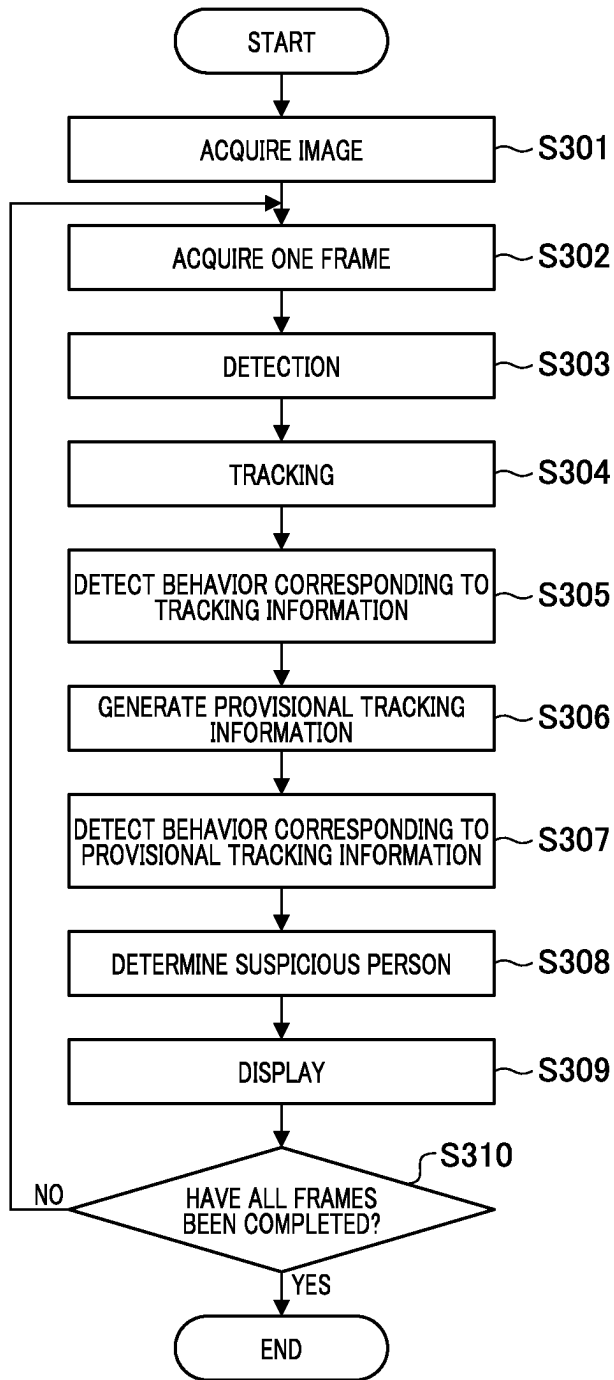 START
ACQUIRE IMAGE
S301
ACQUIRE ONE FRAME
S302
DETECTION
S303
TRACKING
S304
DETECT BEHAVIOR CORRESPONDING TO
TRACKING INFORMATION
S305
GENERATE PROVISIONAL TRACKING
INFORMATION
S306
DETECT BEHAVIOR CORRESPONDING TO
PROVISIONAL TRACKING INFORMATION
S307
DETERMINE SUSPICIOUS PERSON
S308
DISPLAY
S309
S310
NO
HAVE ALL FRAMES
BEEN COMPLETED?
YES
END